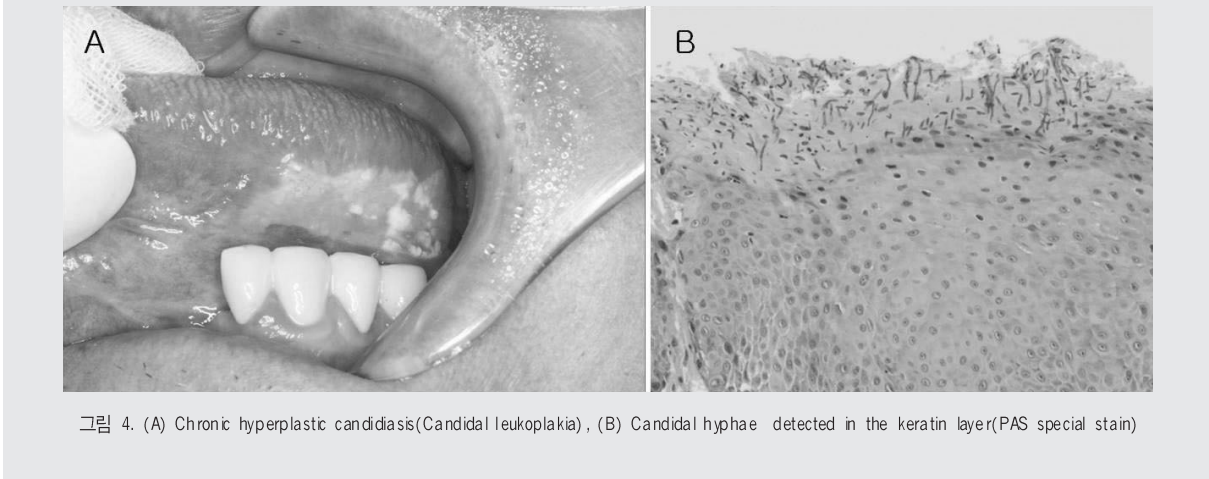 A
B
그림 4. (A) Chronic hyperplastic candidiasis(Candidal leukoplakia), (B) Candidal hyphae detected in the keratin layer(PAS special stain)